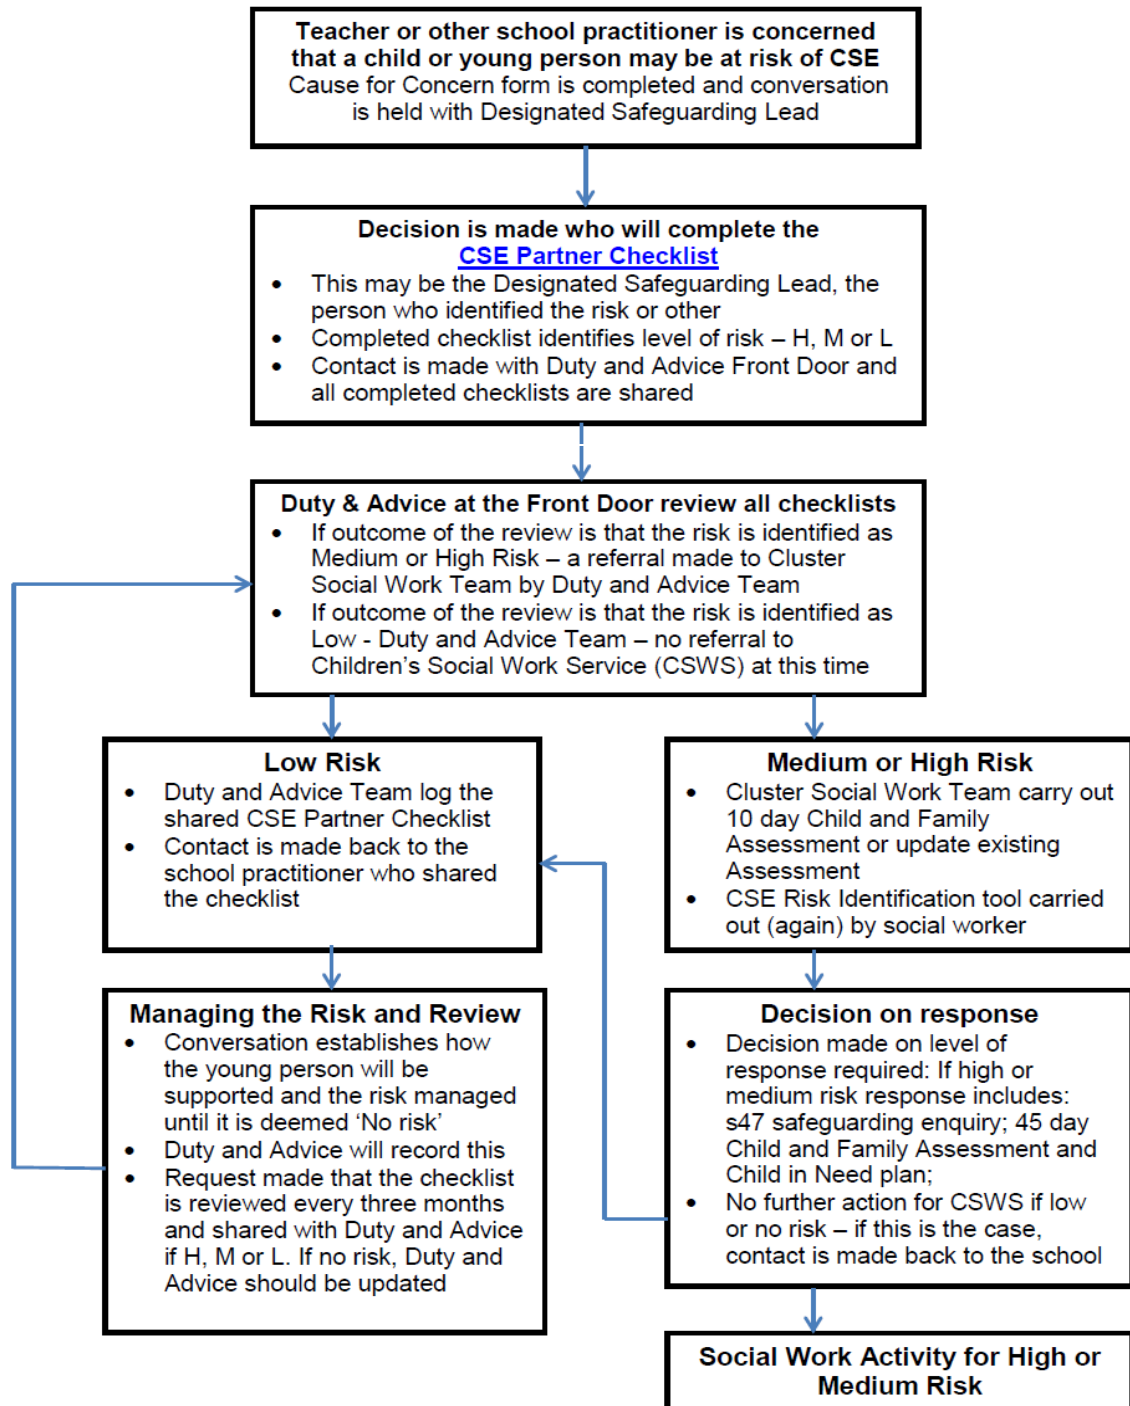 Teacher or other school practitioner is concerned
that a child or young person may be at risk of CSE
Cause for Concern form is completed and conversation
is held with Designated Safeguarding Lead
Decision is made who will complete the
CSE Partner Checklist
• This may be the Designated Safeguarding Lead, the
person who identified the risk or other
• Completed checklist identifies level of risk – H, M or L
• Contact is made with Duty and Advice Front Door and
all completed checklists are shared
Duty & Advice at the Front Door review all checklists
• If outcome of the review is that the risk is identified as
Medium or High Risk – a referral made to Cluster
Social Work Team by Duty and Advice Team
• If outcome of the review is that the risk is identified as
Low - Duty and Advice Team – no referral to
Children's Social Work Service (CSWS) at this time
Low Risk
• Duty and Advice Team log the
shared CSE Partner Checklist
• Contact is made back to the
school practitioner who shared
the checklist
Medium or High Risk
• Cluster Social Work Team carry out
10 day Child and Family
Assessment or update existing
Assessment
• CSE Risk Identification tool carried
out (again) by social worker
Managing the Risk and Review
• Conversation establishes how
the young person will be
supported and the risk managed
until it is deemed 'No risk'
• Duty and Advice will record this
• Request made that the checklist
is reviewed every three months
and shared with Duty and Advice
if H, M or L. If no risk, Duty and
Advice should be updated
Decision on response
• Decision made on level of
response required: If high or
medium risk response includes:
s47 safeguarding enquiry; 45 day
Child and Family Assessment and
Child in Need plan;
• No further action for CSWS if low
or no risk – if this is the case,
contact is made back to the school
Social Work Activity for High or
Medium Risk